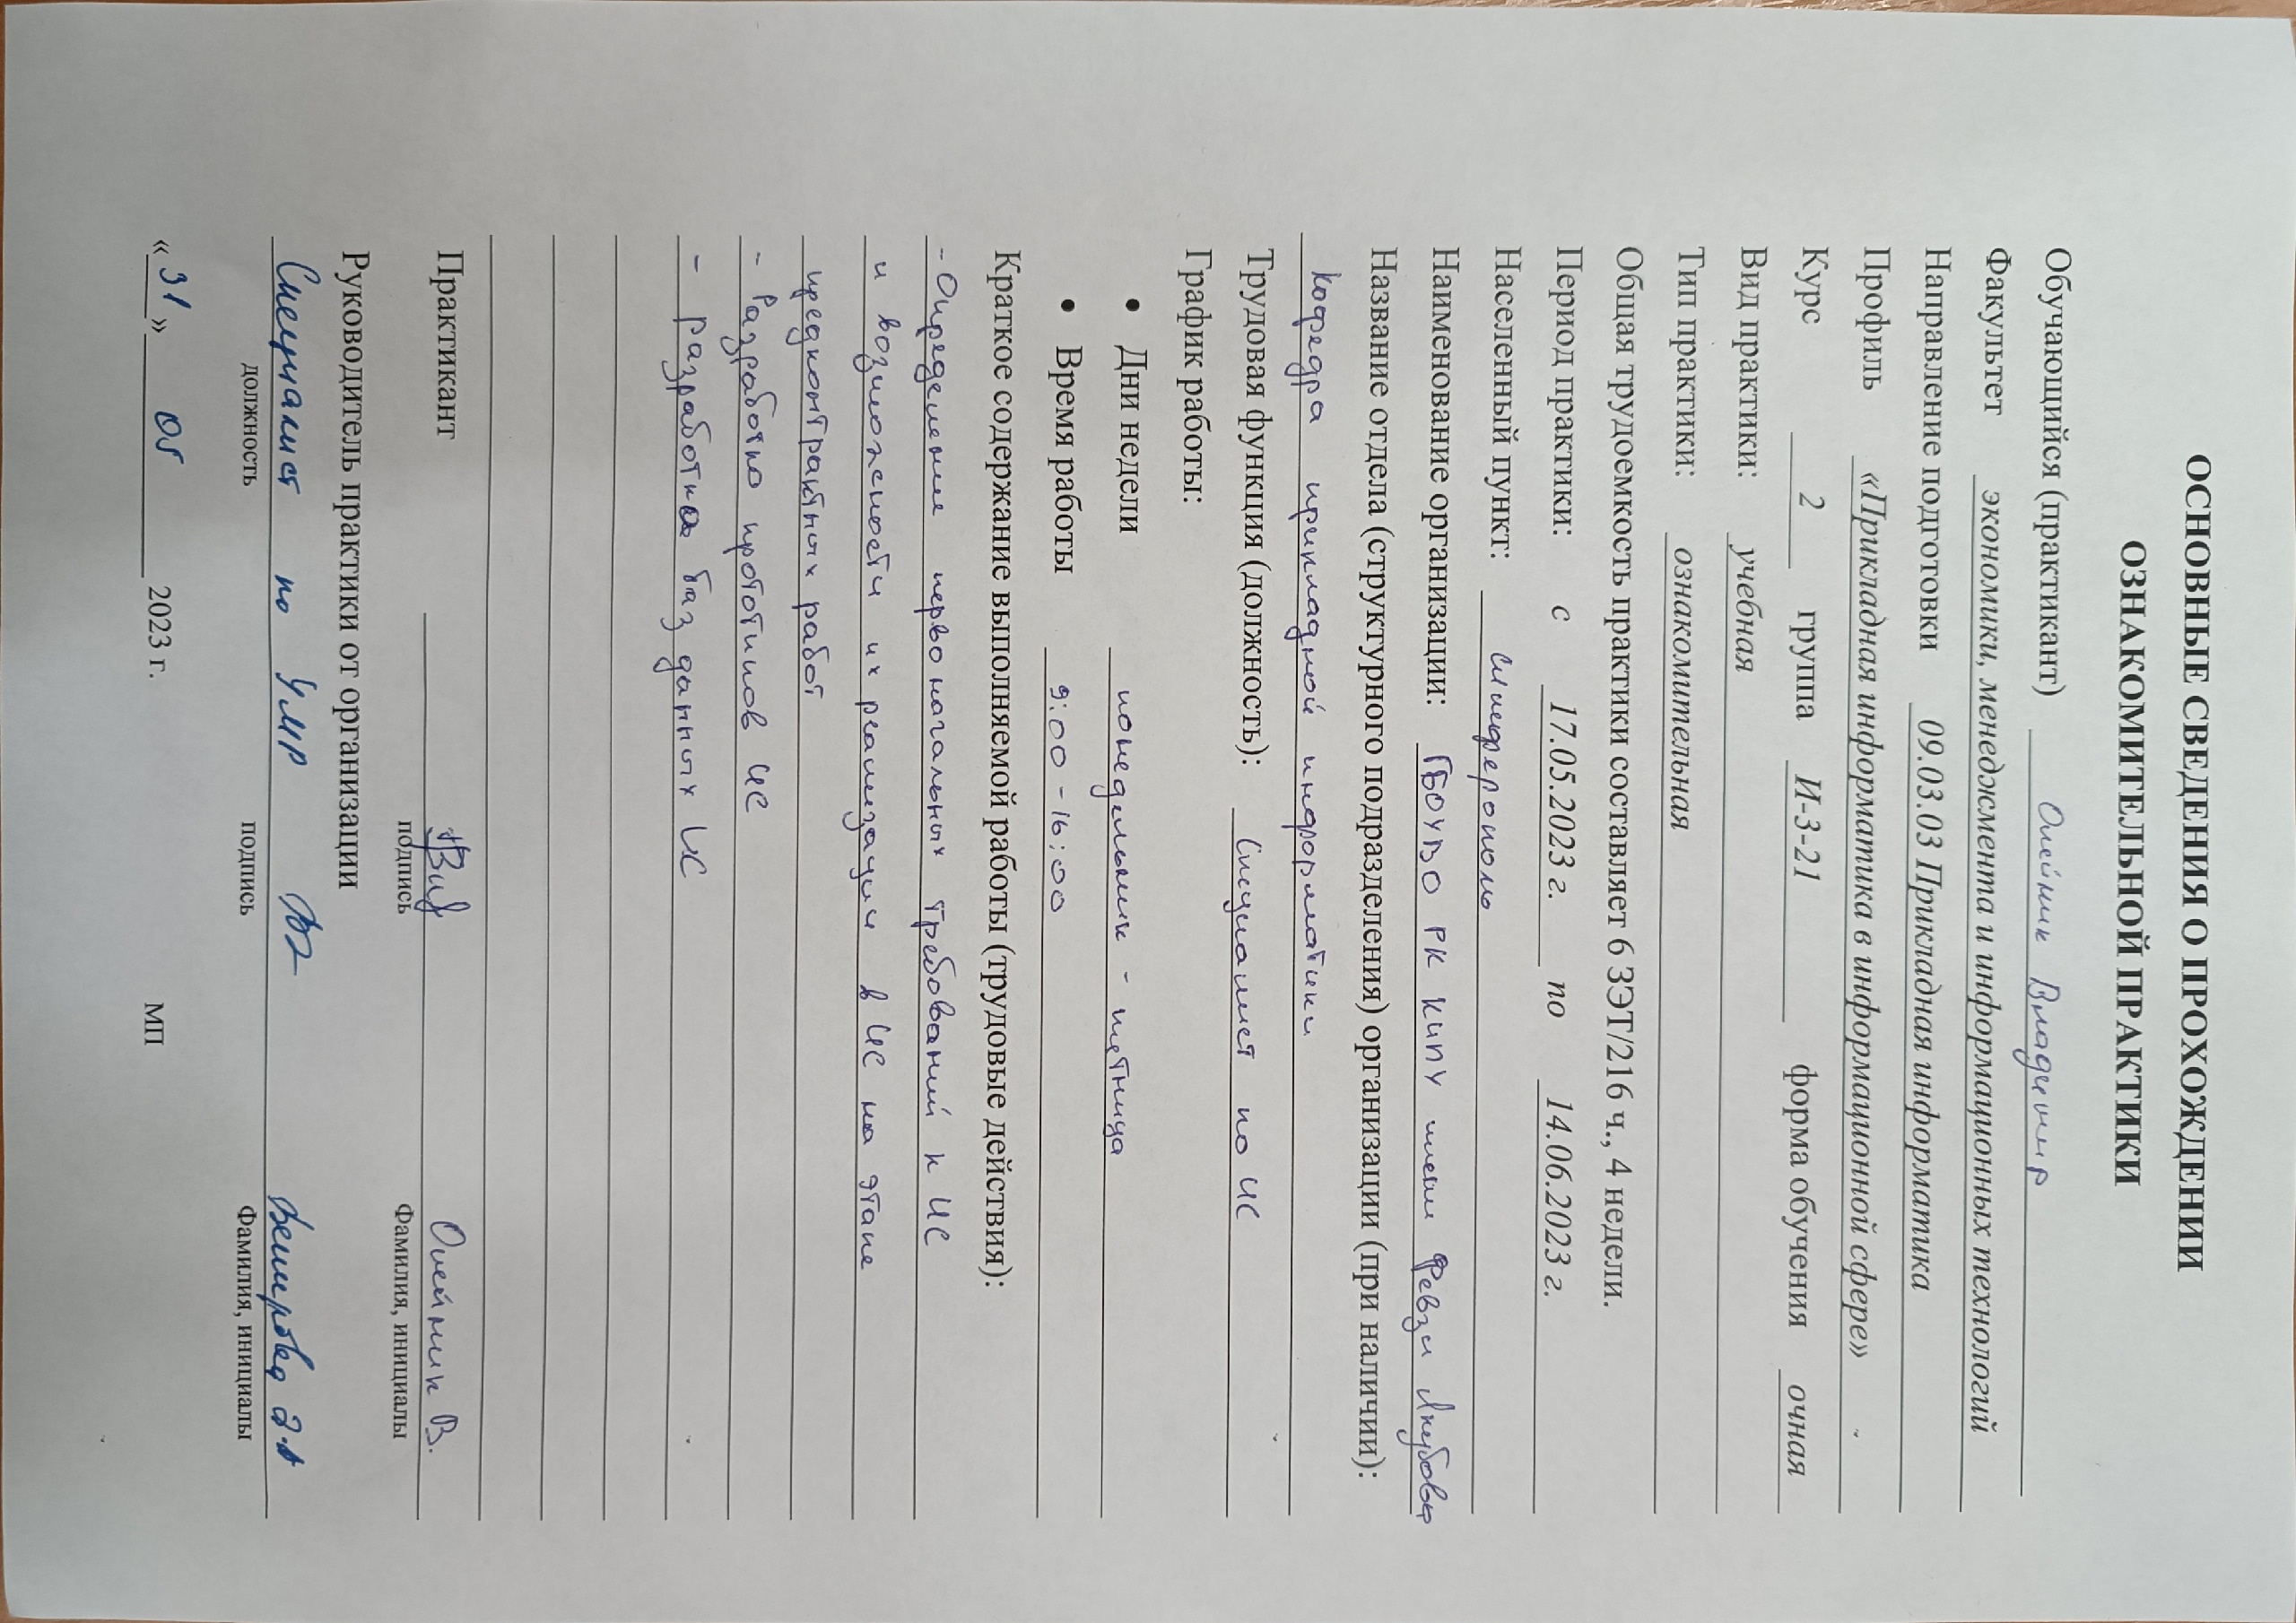 ОСНОВНЫЕ СВЕДЕНИЯ О ПРОХОЖДЕНИИ
ОЗНАКОМИТЕЛЬНОЙ ПРАКТИКИ
Обучающийся (практикант) Олейник Владимир
Факультет экономики, менеджмента и информационных технологий
Направление подготовки 09.03.03 Прикладная информатика
Профиль «Прикладная информатика в информационной сфере»
Курс 2 группа И-3-21 форма обучения очная
Вид практики: учебная
Тип практики: ознакомительная
Общая трудоемкость практики составляет 6 ЗЭТ/216 ч., 4 недели.
Период практики: с 17.05.2023 г. по 14.06.2023 г.
Населенный пункт: Симферополь
Наименование организации: ГБОУВО РК КИПУ имени Февзи Якубова
Название отдела (структурного подразделения) организации (при наличии):
Кафедра прикладной информатики
Трудовая функция (должность): Специалист по ИС
График работы:
• Дни недели понедельник - пятница
• Время работы 9:00 - 16:00
Краткое содержание выполняемой работы (трудовые действия):
- Определение первоначальных требований к ИС
и возможности их реализации в ИС на этапе
предконтрактных работ
- Разработка прототипов ИС
- разработка баз данных ИС
Практикант Олейник В.
подпись Фамилия, инициалы
Руководитель практики от организации
Специалист по УМР
должность подпись Фамилия, инициалы
«31» 05 2023 г. МП